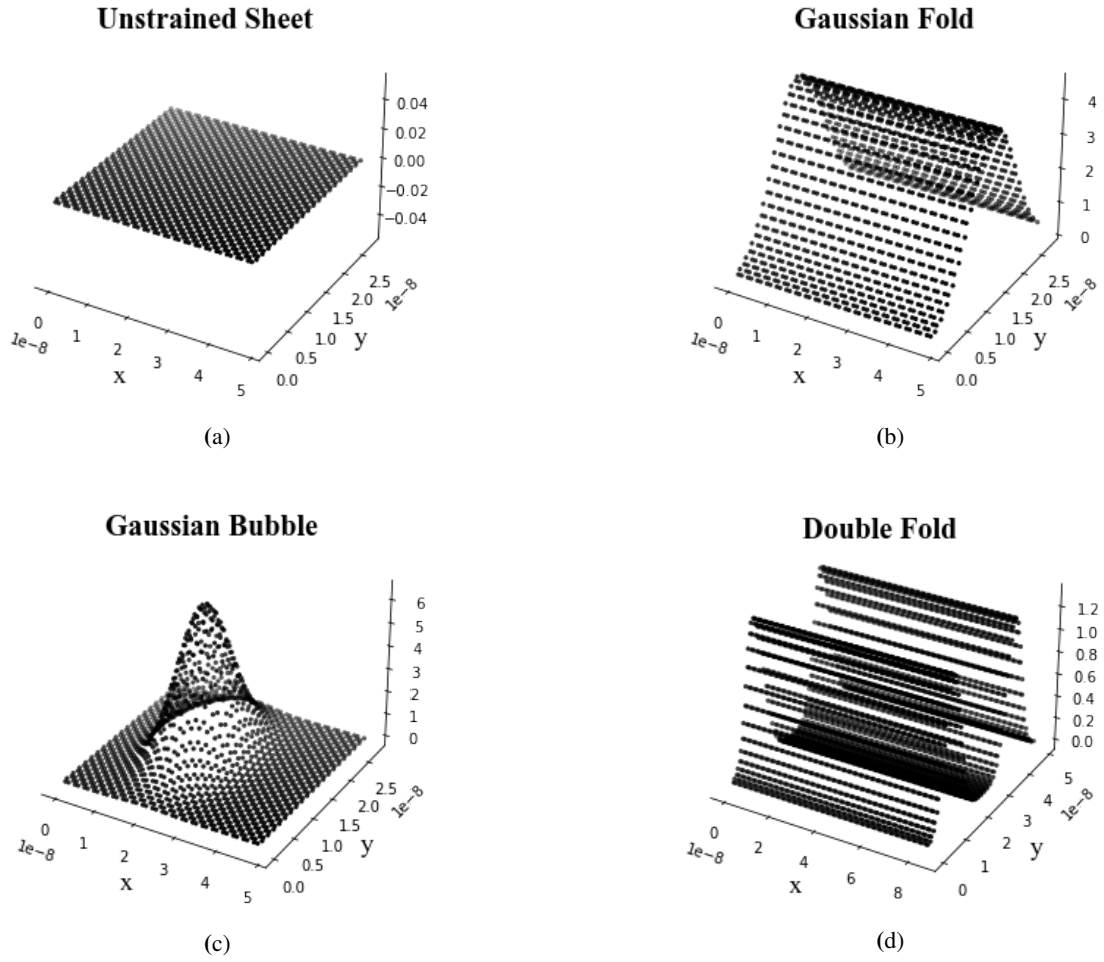 Unstrained Sheet
0.04
0.02
0.00
−0.02
−0.04
2.5
1e−8
2.0
1.5
1.0
y
0.5
0.0
0
1e−8
1
2
3
4
5
x
(a)
Gaussian Fold
4
3
2
1
0
2.5
1e−8
2.0
1.5
1.0
y
0.5
0.0
0
1e−8
1
2
3
4
5
x
(b)
Gaussian Bubble
6
5
4
3
2
1
0
2.5
1e−8
2.0
1.5
1.0
y
0.5
0.0
0
1e−8
1
2
3
4
5
x
(c)
Double Fold
1.2
1.0
0.8
0.6
0.4
0.2
0.0
5
1e−8
4
3
2
y
1
0
0
1e−8
2
4
6
8
x
(d)